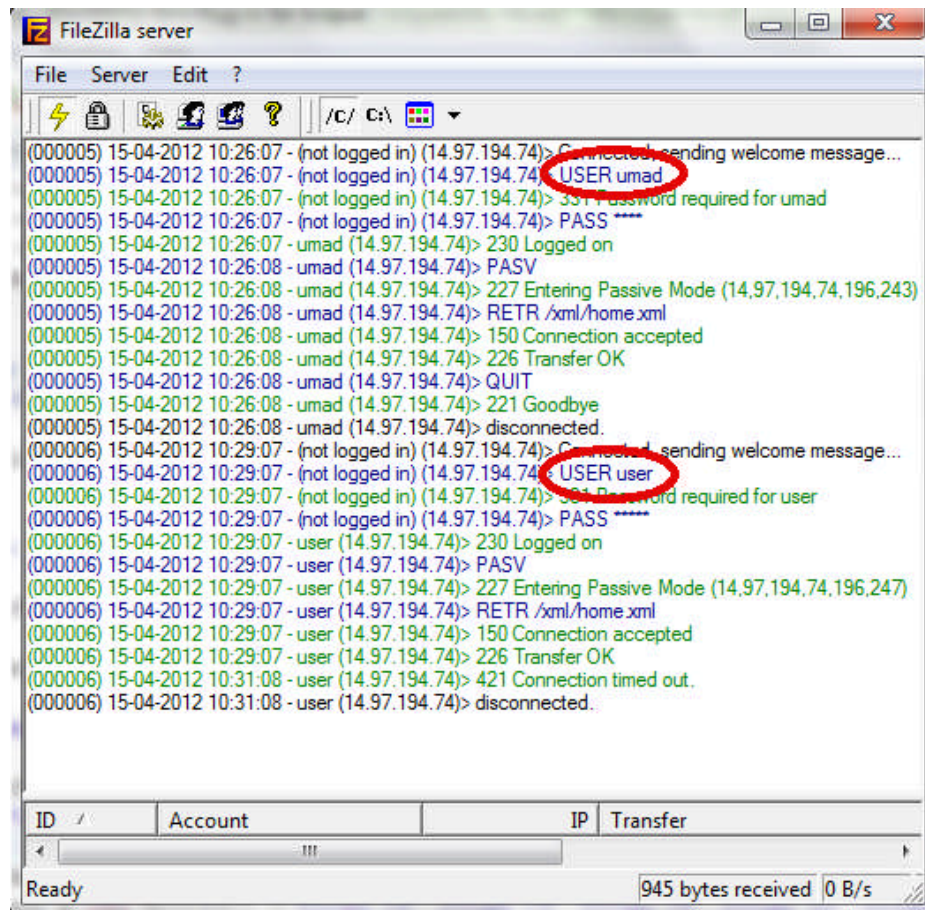 FileZilla server
File Server Edit ?
/C/ C:\
(000005) 15-04-2012 10:26:07 - (not logged in) (14.97.194.74)> Connected, sending welcome message...
(000005) 15-04-2012 10:26:07 - (not logged in) (14.97.194.74)> USER umad
(000005) 15-04-2012 10:26:07 - (not logged in) (14.97.194.74)> 331 Password required for umad
(000005) 15-04-2012 10:26:07 - (not logged in) (14.97.194.74)> PASS ****
(000005) 15-04-2012 10:26:07 - umad (14.97.194.74)> 230 Logged on
(000005) 15-04-2012 10:26:08 - umad (14.97.194.74)> PASV
(000005) 15-04-2012 10:26:08 - umad (14.97.194.74)> 227 Entering Passive Mode (14,97,194,74,196,243)
(000005) 15-04-2012 10:26:08 - umad (14.97.194.74)> RETR /xml/home.xml
(000005) 15-04-2012 10:26:08 - umad (14.97.194.74)> 150 Connection accepted
(000005) 15-04-2012 10:26:08 - umad (14.97.194.74)> 226 Transfer OK
(000005) 15-04-2012 10:26:08 - umad (14.97.194.74)> QUIT
(000005) 15-04-2012 10:26:08 - umad (14.97.194.74)> 221 Goodbye
(000005) 15-04-2012 10:26:08 - umad (14.97.194.74)> disconnected.
(000006) 15-04-2012 10:29:07 - (not logged in) (14.97.194.74)> Connected, sending welcome message...
(000006) 15-04-2012 10:29:07 - (not logged in) (14.97.194.74)> USER user
(000006) 15-04-2012 10:29:07 - (not logged in) (14.97.194.74)> 331 Password required for user
(000006) 15-04-2012 10:29:07 - (not logged in) (14.97.194.74)> PASS *****
(000006) 15-04-2012 10:29:07 - user (14.97.194.74)> 230 Logged on
(000006) 15-04-2012 10:29:07 - user (14.97.194.74)> PASV
(000006) 15-04-2012 10:29:07 - user (14.97.194.74)> 227 Entering Passive Mode (14,97,194,74,196,247)
(000006) 15-04-2012 10:29:07 - user (14.97.194.74)> RETR /xml/home.xml
(000006) 15-04-2012 10:29:07 - user (14.97.194.74)> 150 Connection accepted
(000006) 15-04-2012 10:29:07 - user (14.97.194.74)> 226 Transfer OK
(000006) 15-04-2012 10:31:08 - user (14.97.194.74)> 421 Connection timed out.
(000006) 15-04-2012 10:31:08 - user (14.97.194.74)> disconnected.
ID / Account IP Transfer
Ready 945 bytes received 0 B/s